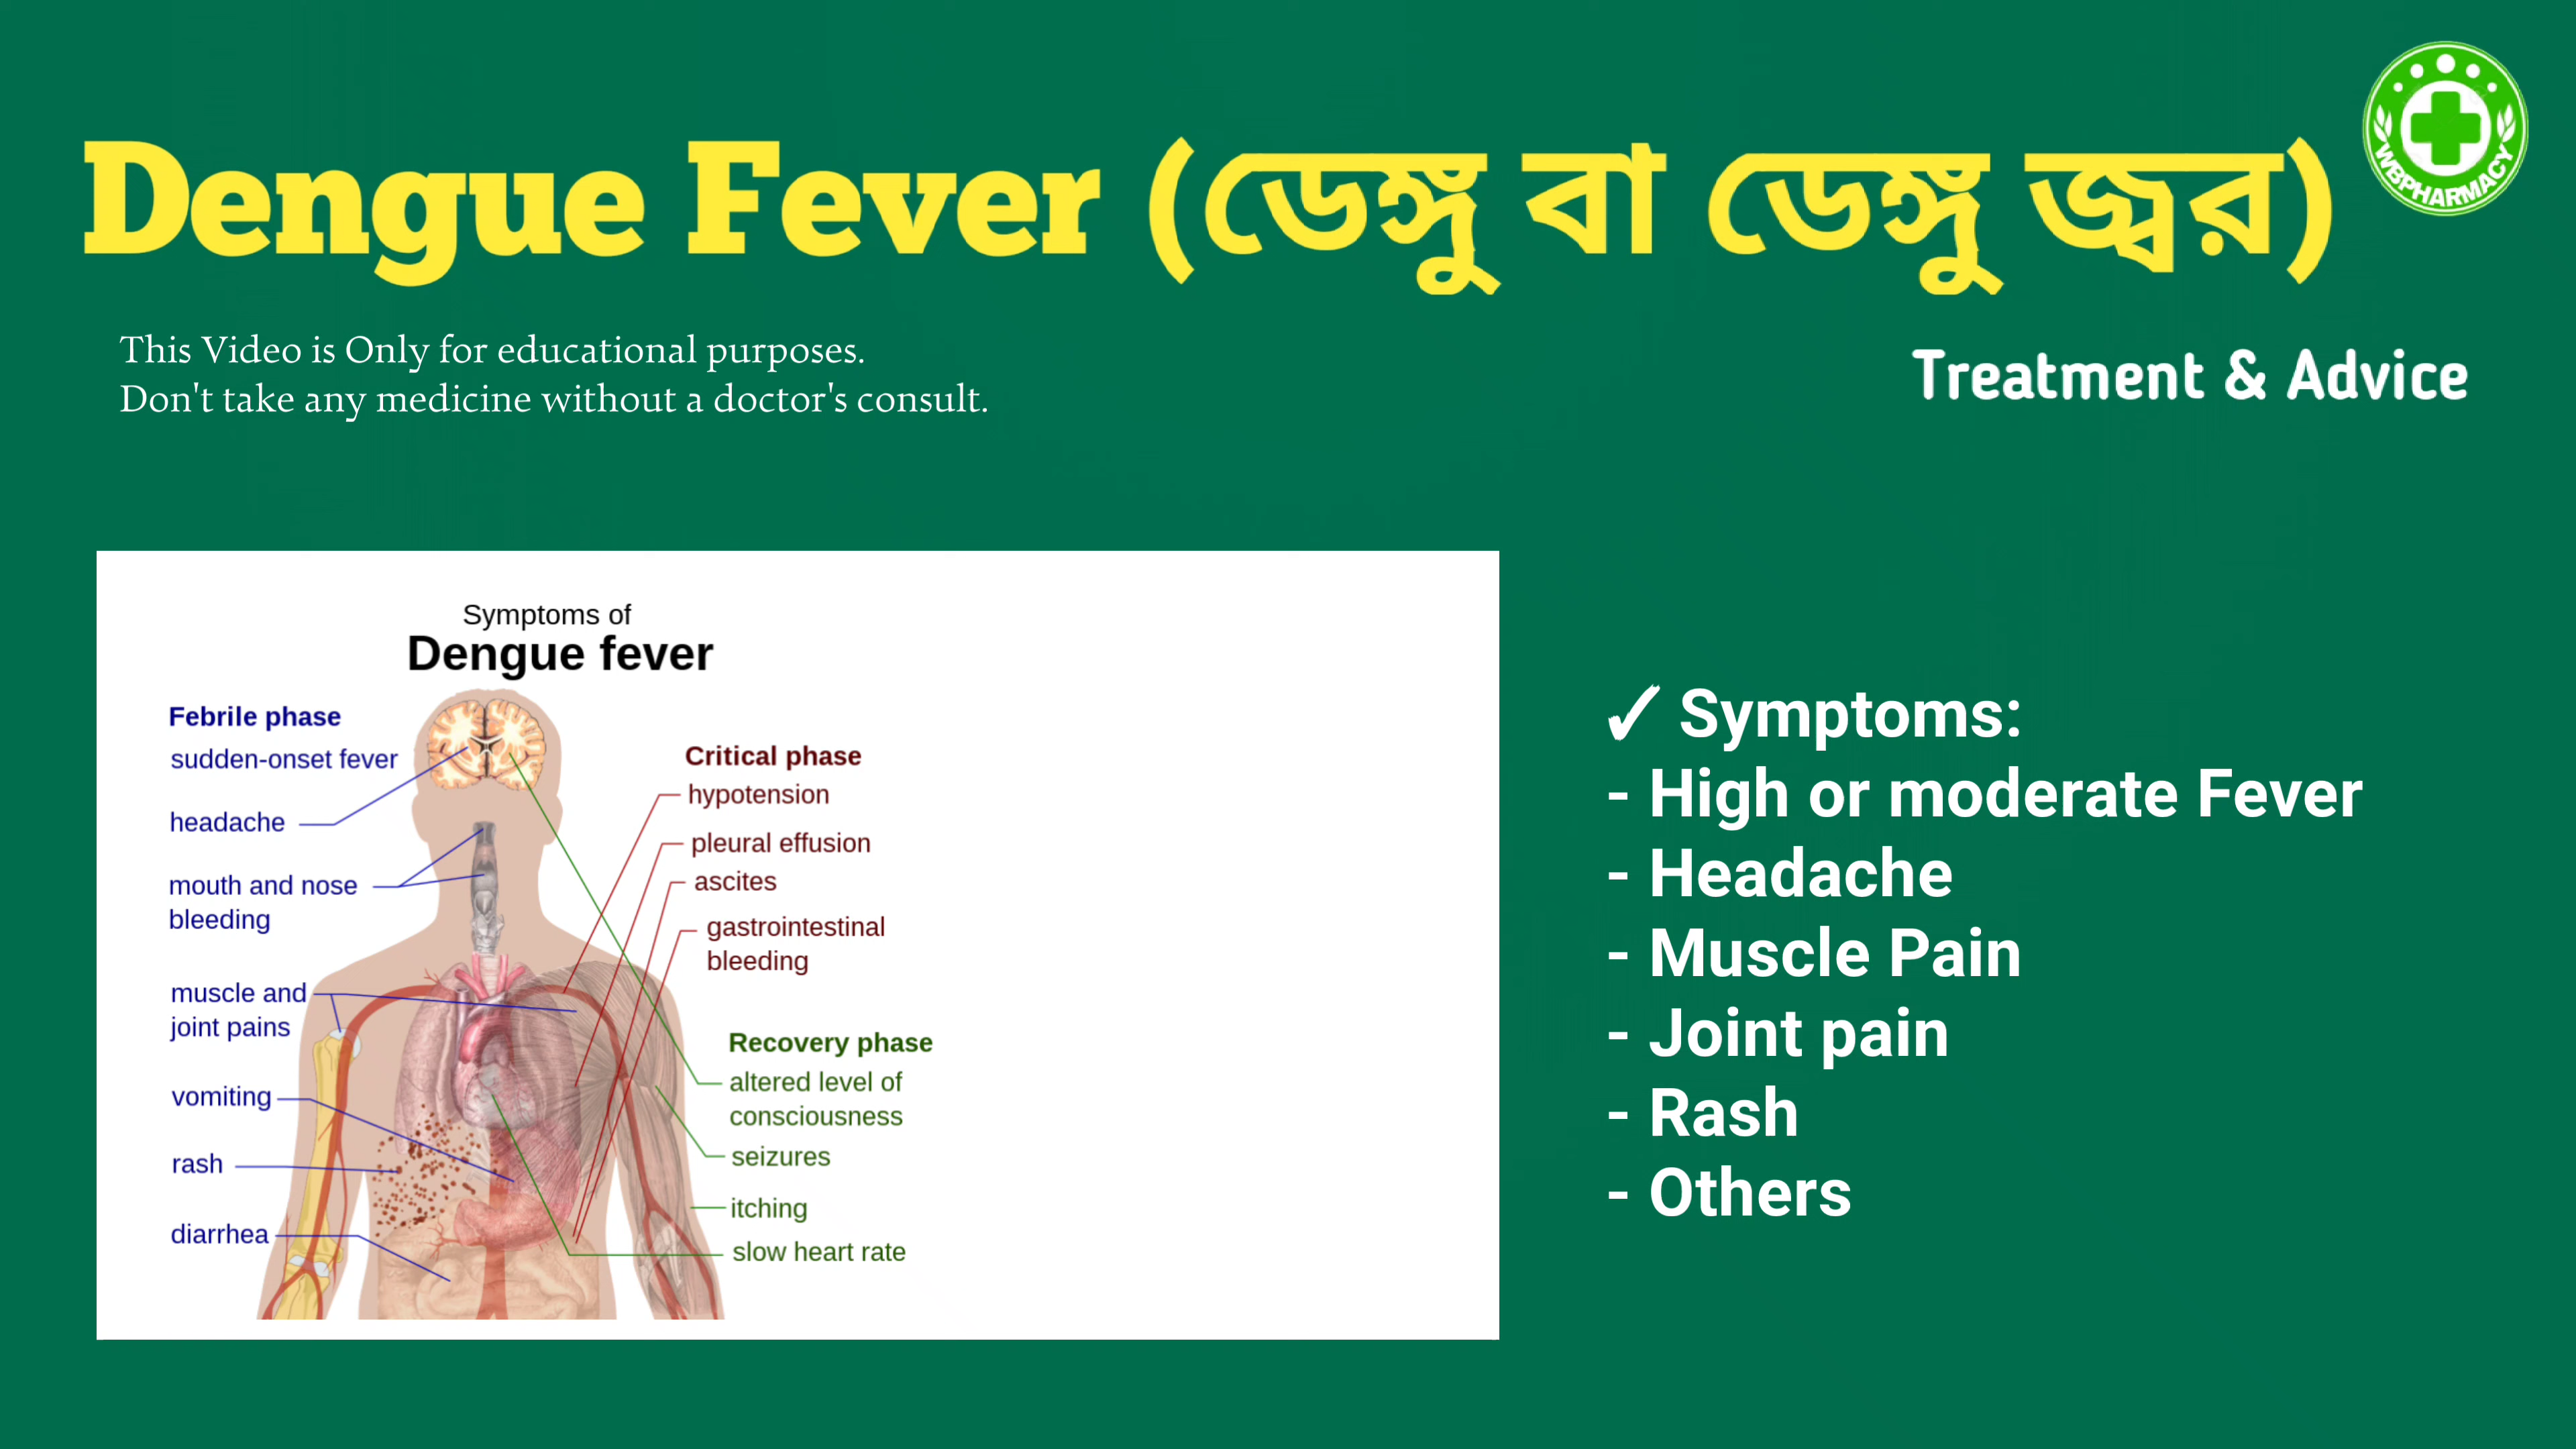 Dengue Fever (ডেঙ্গু বা ডেঙ্গু জ্বর)
WBPHARMACY
This Video is Only for educational purposes.
Don't take any medicine without a doctor's consult.
Treatment & Advice
Symptoms of
Dengue fever
Febrile phase
sudden-onset fever
headache
mouth and nose
bleeding
muscle and
joint pains
vomiting
rash
diarrhea
Critical phase
hypotension
pleural effusion
ascites
gastrointestinal
bleeding
Recovery phase
altered level of
consciousness
seizures
itching
slow heart rate
✓ Symptoms:
- High or moderate Fever
- Headache
- Muscle Pain
- Joint pain
- Rash
- Others